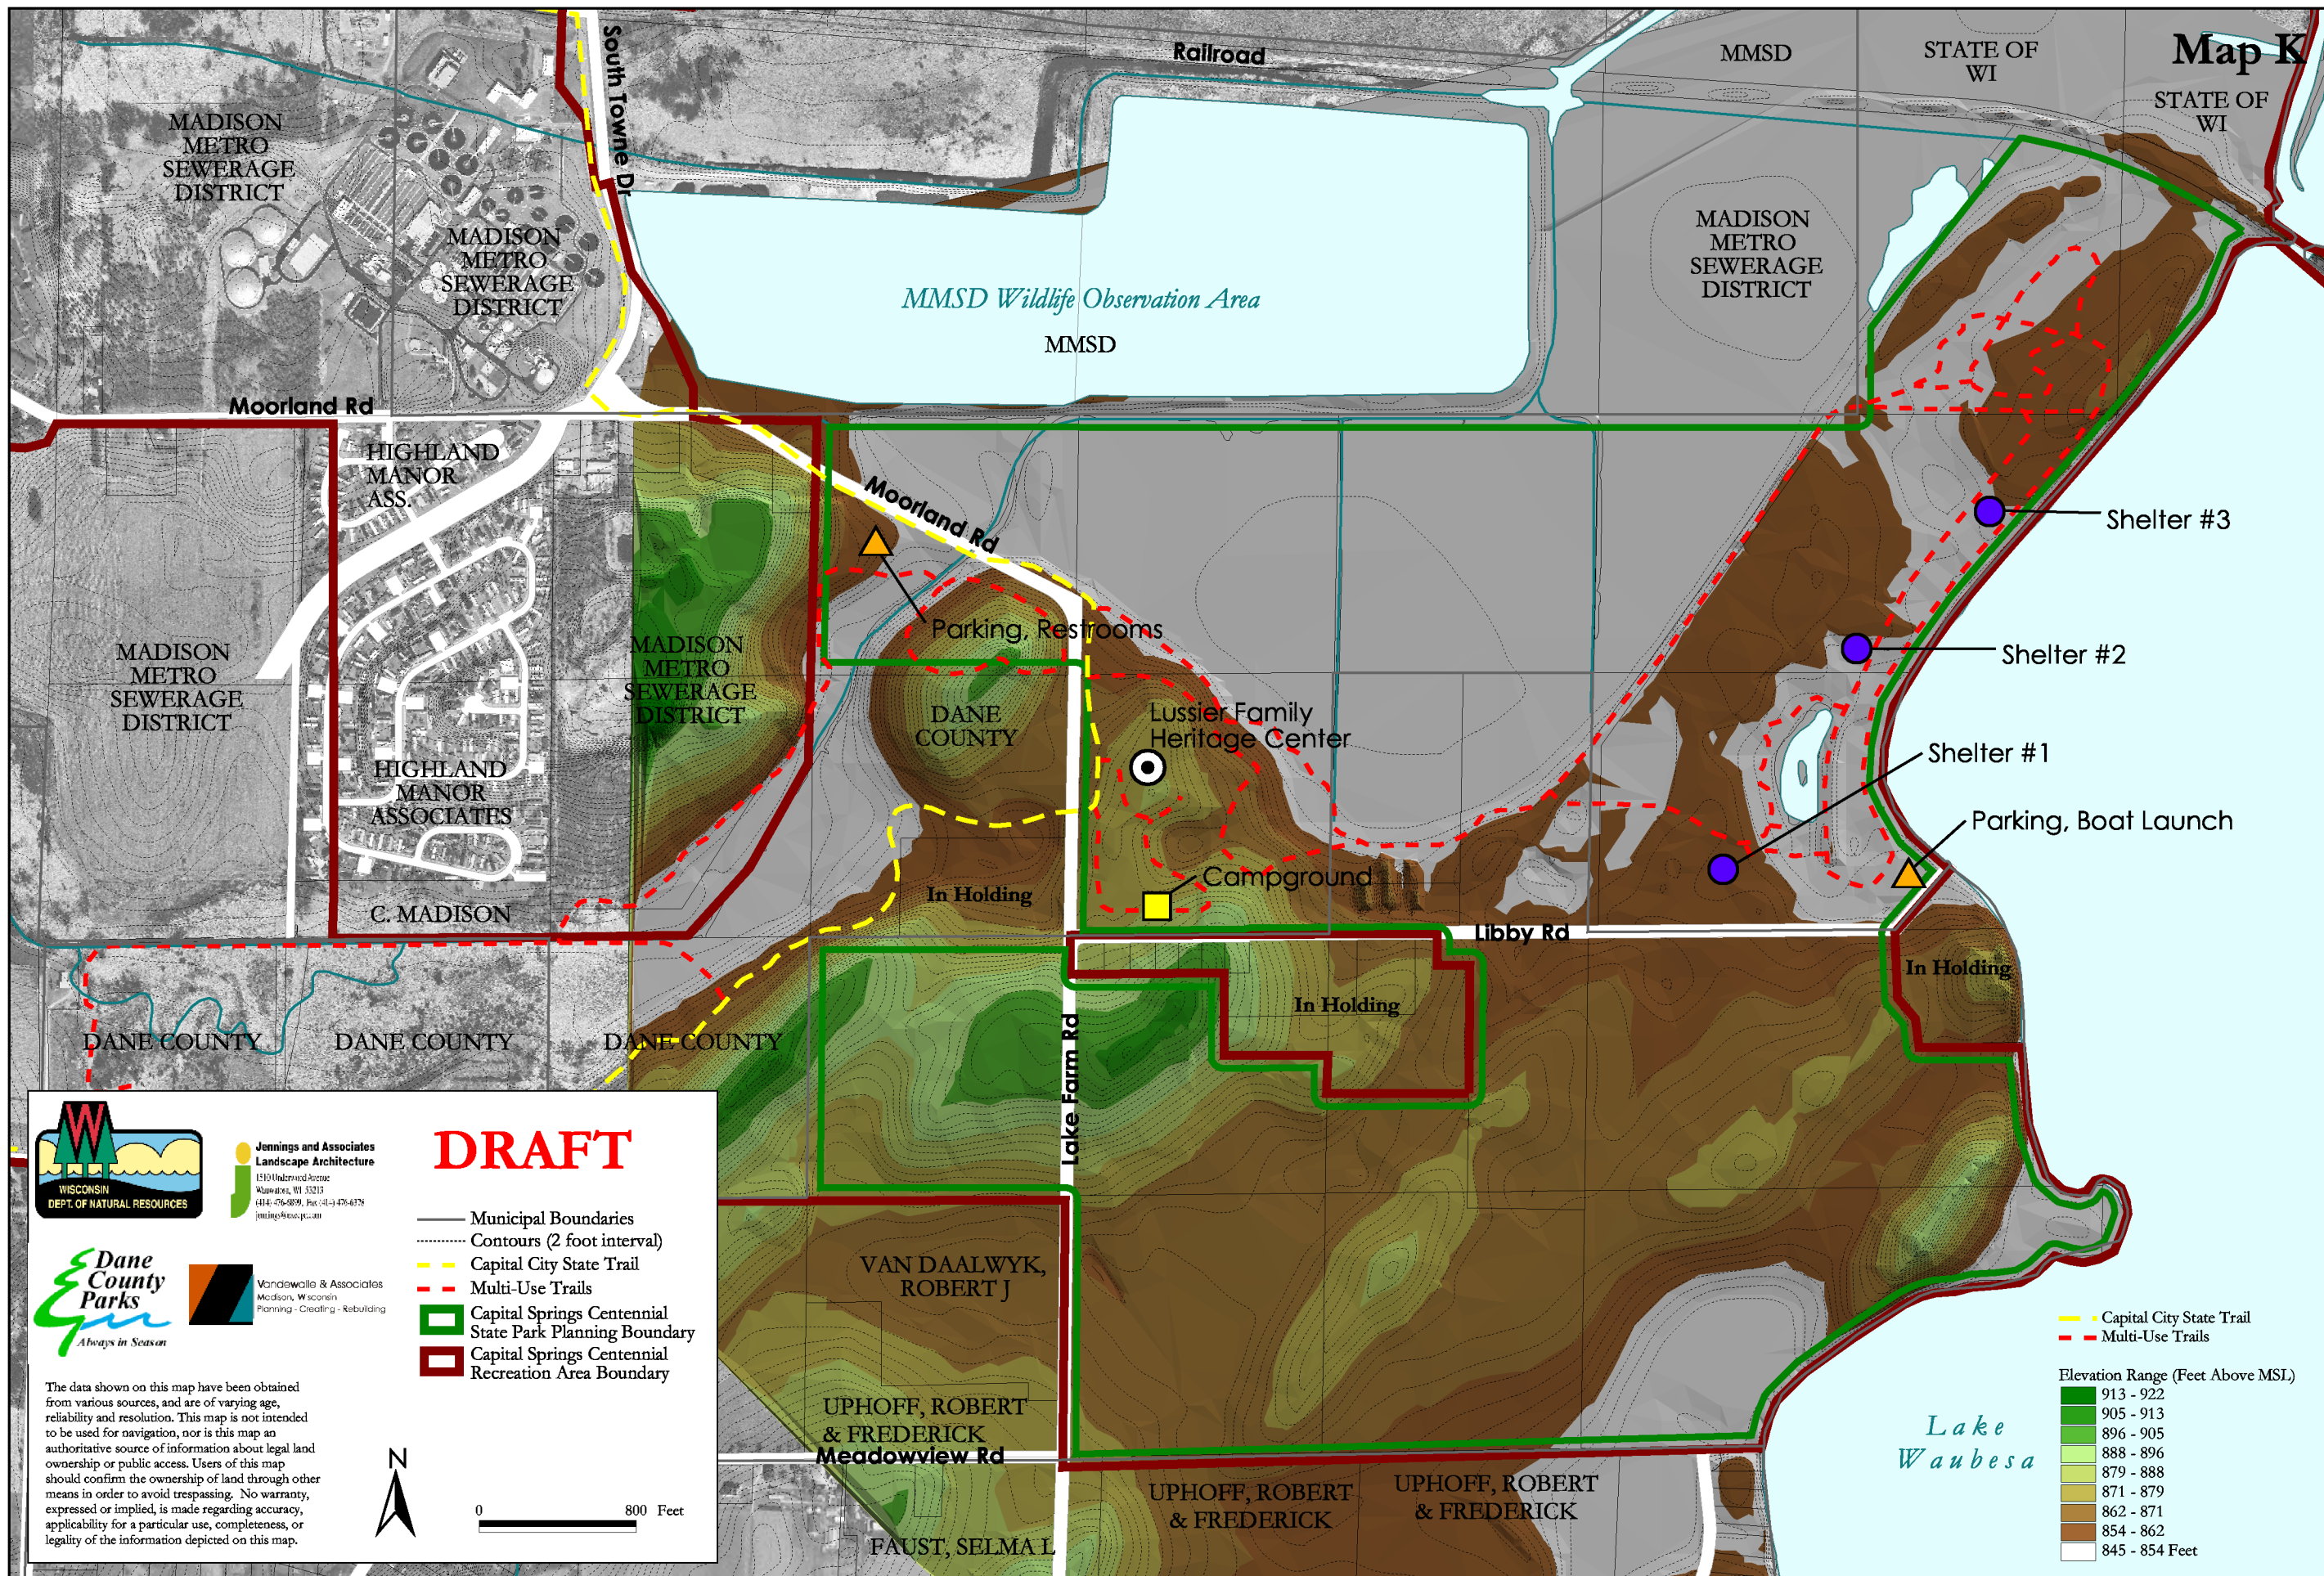 Map K
Railroad
South Towne Dr
MMSD
STATE OF
WI
STATE OF
WI
MADISON
METRO
SEWERAGE
DISTRICT
MADISON
METRO
SEWERAGE
DISTRICT
MADISON
METRO
SEWERAGE
DISTRICT
MMSD Wildlife Observation Area
MMSD
Moorland Rd
HIGHLAND
MANOR
ASS.
Moorland Rd
Shelter #3
Parking, Restrooms
Shelter #2
MADISON
METRO
SEWERAGE
DISTRICT
MADISON
METRO
SEWERAGE
DISTRICT
DANE
COUNTY
Lussier Family
Heritage Center
Shelter #1
HIGHLAND
MANOR
ASSOCIATES
Parking, Boat Launch
Campground
In Holding
C. MADISON
Libby Rd
In Holding
In Holding
DANE COUNTY
DANE COUNTY
DANE COUNTY
Lake Farm Rd
VAN DAALWYK,
ROBERT J
UPHOFF, ROBERT
& FREDERICK
Meadowview Rd
UPHOFF, ROBERT
& FREDERICK
UPHOFF, ROBERT
& FREDERICK
FAUST, SELMA L
Lake
Waubesa
W
WISCONSIN
DEPT. OF NATURAL RESOURCES
Jennings and Associates
Landscape Architecture
1510 Underwood Avenue
Wauwatosa, WI 53213
DRAFT
Dane
County
Parks
Always in Season
Vandewalle & Associates
Madison, Wisconsin
Planning - Creating - Rebuilding
Municipal Boundaries
Contours (2 foot interval)
Capital City State Trail
Multi-Use Trails
Capital Springs Centennial
State Park Planning Boundary
Capital Springs Centennial
Recreation Area Boundary
The data shown on this map have been obtained
from various sources, and are of varying age,
reliability and resolution. This map is not intended
to be used for navigation, nor is this map an
authoritative source of information about legal land
ownership or public access. Users of this map
should confirm the ownership of land through other
means in order to avoid trespassing. No warranty,
expressed or implied, is made regarding accuracy,
applicability for a particular use, completeness, or
legality of the information depicted on this map.
N
0 800 Feet
Capital City State Trail
Multi-Use Trails
Elevation Range (Feet Above MSL)
913 - 922
905 - 913
896 - 905
888 - 896
879 - 888
871 - 879
862 - 871
854 - 862
845 - 854 Feet